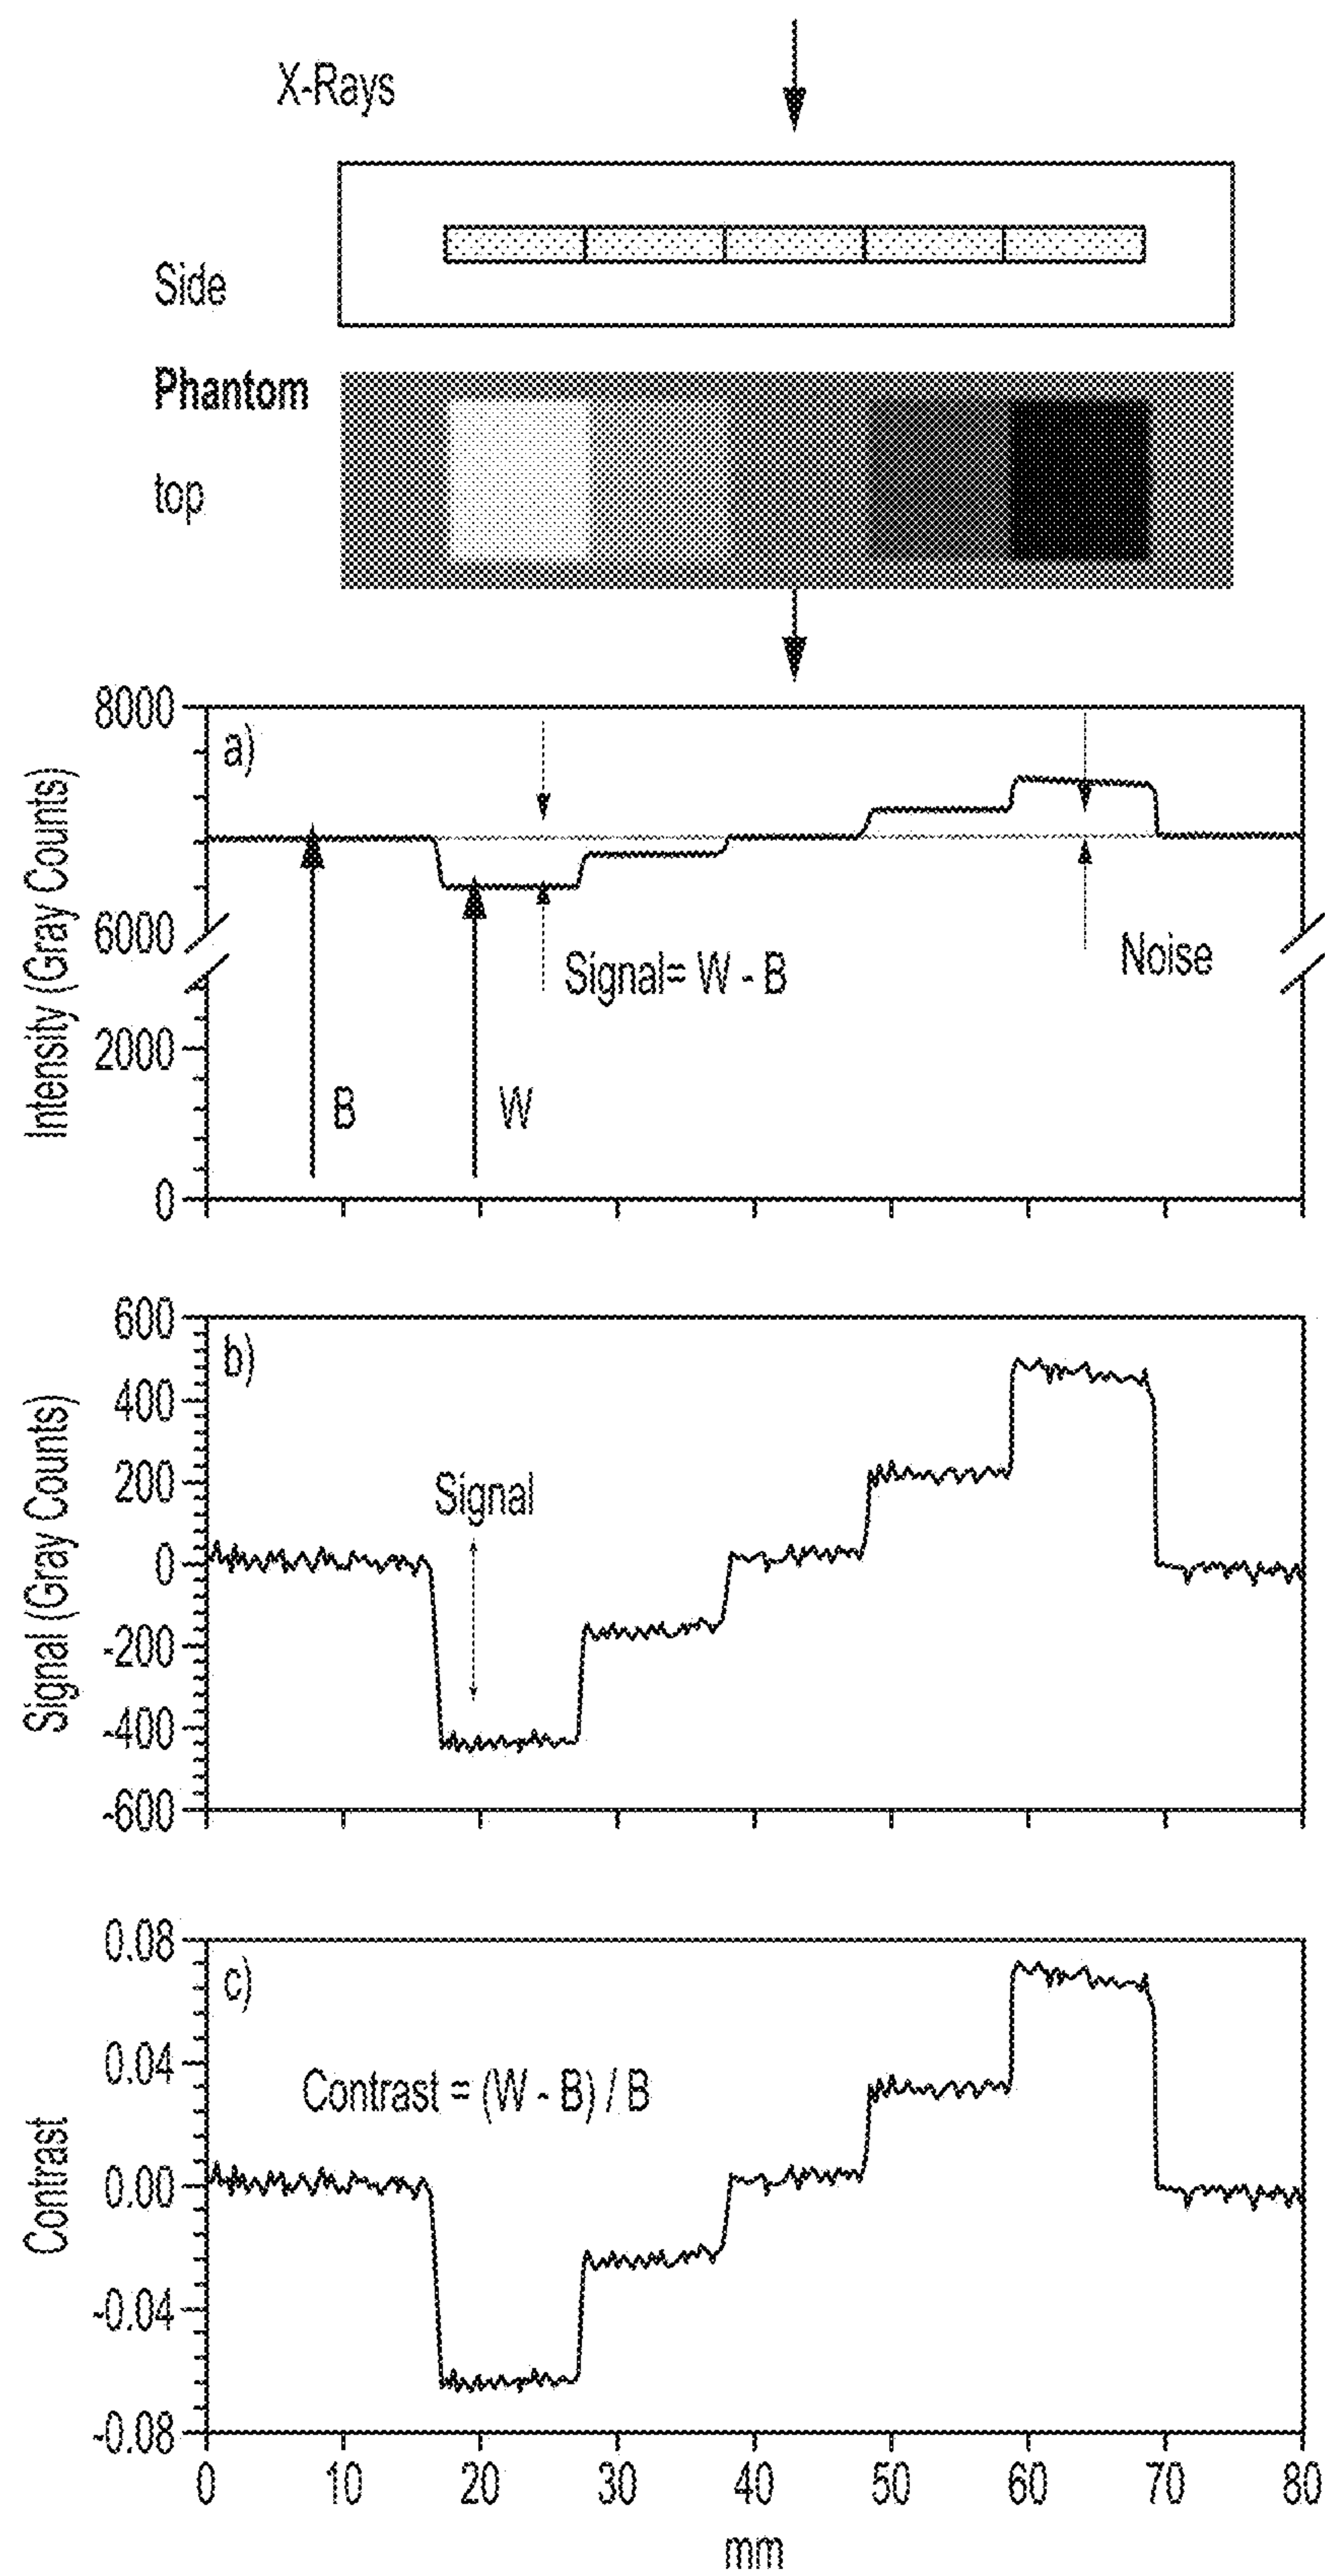 X-Rays
Side
Phantom
top
8000
a)
6000
Signal= W - B
Noise
2000
B
W
0
Intensity (Gray Counts)
600
b)
400
200
Signal
0
-200
-400
-600
Signal (Gray Counts)
0.08
c)
0.04
Contrast = (W - B) / B
0.00
-0.04
-0.08
Contrast
0 10 20 30 40 50 60 70 80
mm